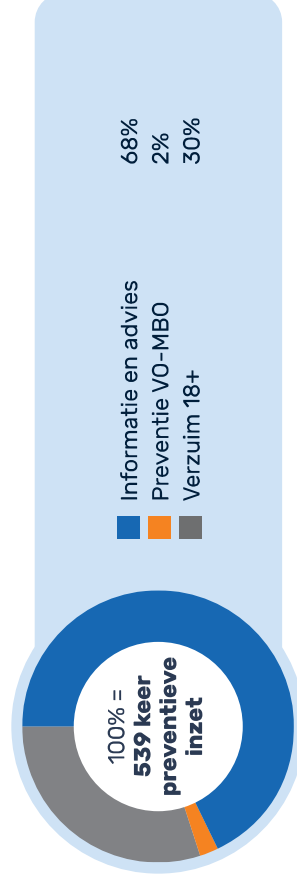 100% =
539 keer
preventieve
inzet
Informatie en advies 68%
Preventie VO-MBO 2%
Verzuim 18+ 30%